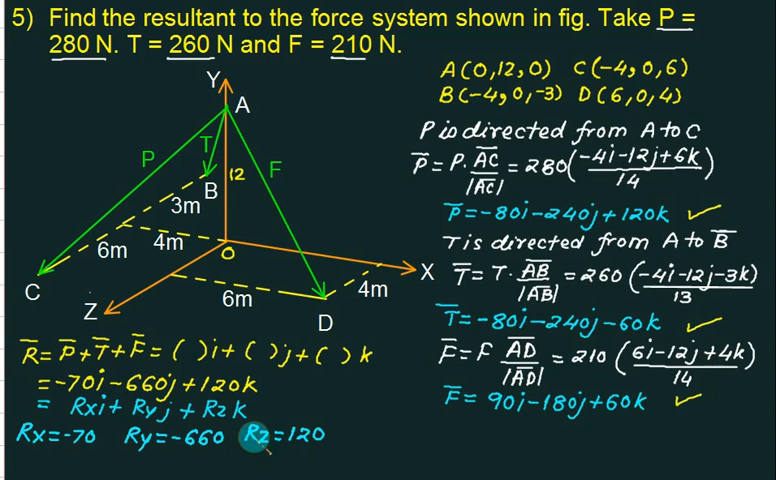 5) Find the resultant to the force system shown in fig. Take P =
280 N. T = 260 N and F = 210 N.
Y
A
P
T
F
B
12
3m
6m
4m
O
X
C
Z
6m
4m
D
A(0,12,0) C(-4,0,6)
B(-4,0,-3) D(6,0,4)
P is directed from A to C
P̅ = P. A̅C̅/|AC| = 280(-4i-12j+6k/14)
P̅ = -80i-240j+120k ✓
T is directed from A to B
T̅ = T. A̅B̅/|AB| = 260(-4i-12j-3k)/13
T̅ = -80i-240j-60k ✓
F̅ = F A̅D̅/|AD| = 210(6i-12j+4k/14)
F̅ = 90i-180j+60k ✓
R̅ = P̅+T̅+F̅ = ( )i+( )j+( )k
= -70i-660j+120k
= Rxi+Ryj+Rzk
Rx=-70 Ry=-660 Rz=120